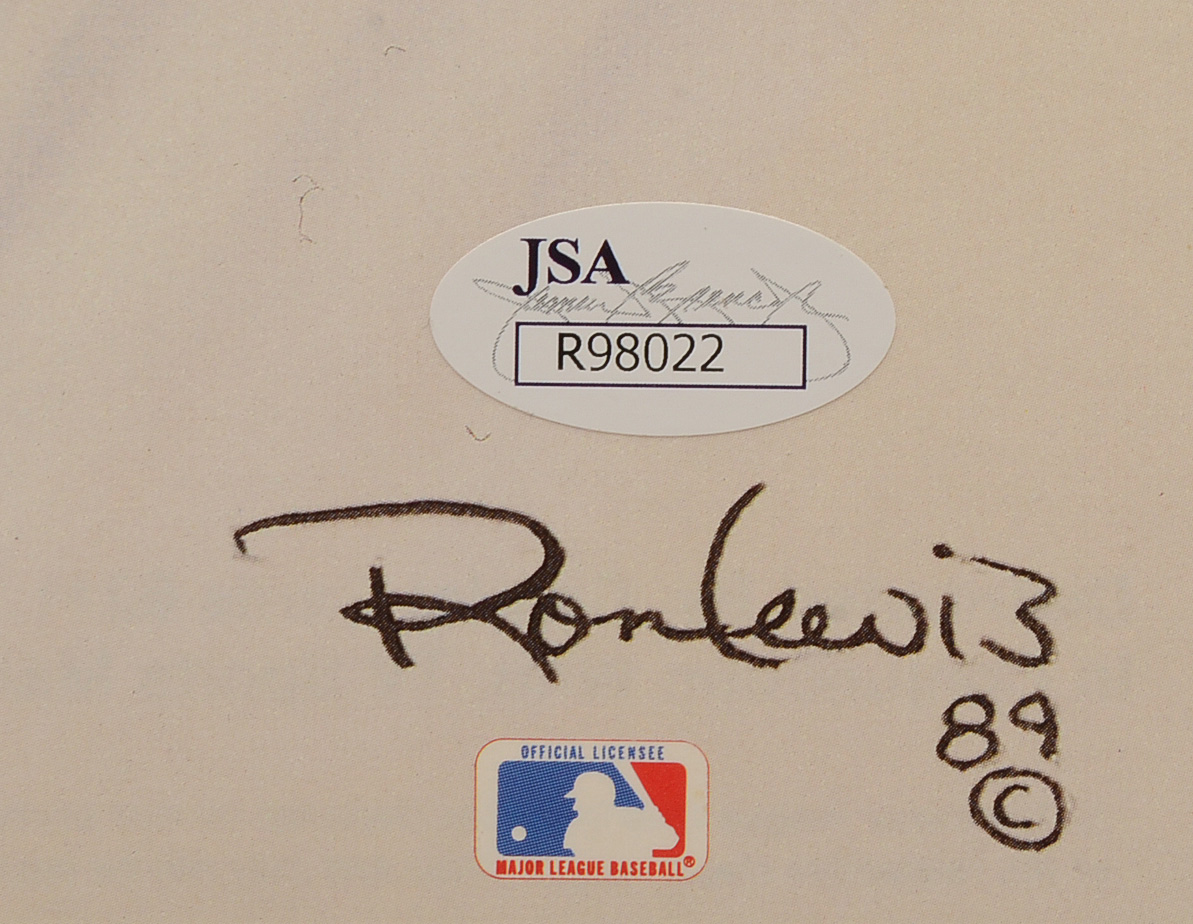 JSA
R98022
Ron Lewis
89
©
OFFICIAL LICENSEE
MAJOR LEAGUE BASEBALL®